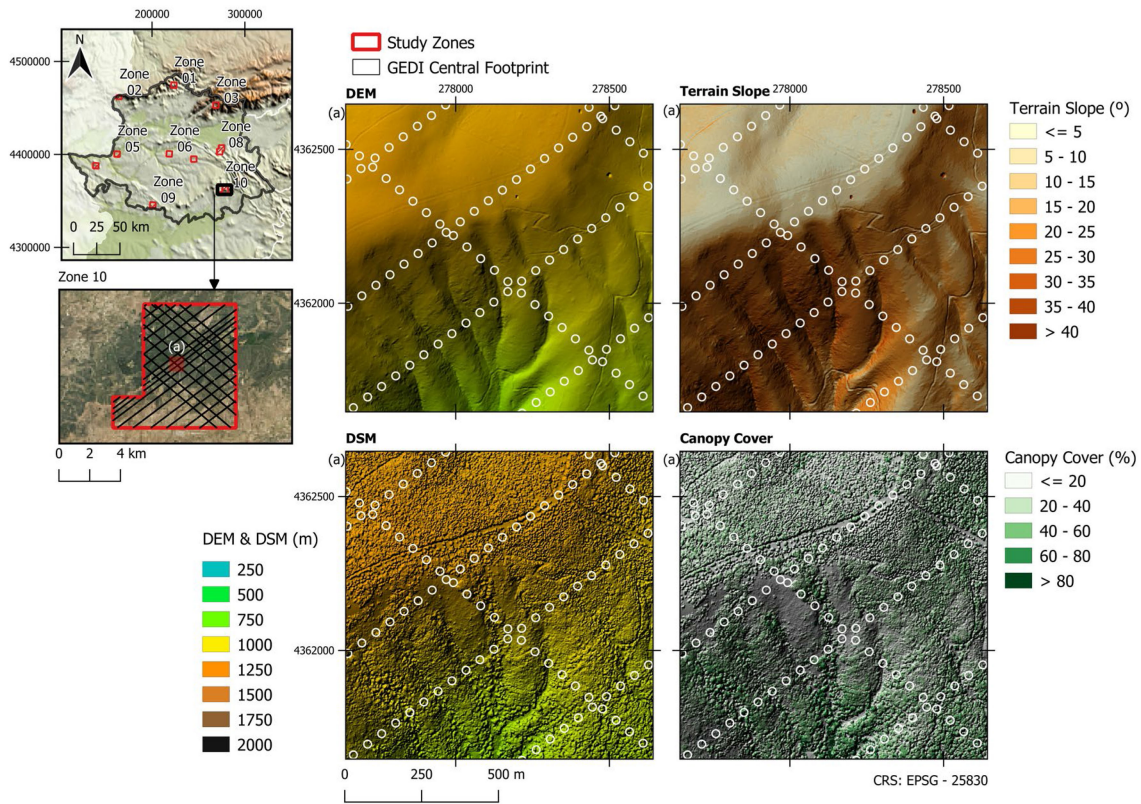 200000 300000
4500000
4400000
4300000
N
Zone
01
Zone
02
Zone
03
Zone
05
Zone
06
Zone
08
Zone
10
Zone
09
0 25 50 km
Zone 10
(a)
0 2 4 km
Study Zones
GEDI Central Footprint
DEM
278000 278500
(a)
4362500
4362000
Terrain Slope
278000 278500
(a)
Terrain Slope (º)
<= 5
5 - 10
10 - 15
15 - 20
20 - 25
25 - 30
30 - 35
35 - 40
> 40
DSM
(a)
4362500
4362000
Canopy Cover
(a)
Canopy Cover (%)
<= 20
20 - 40
40 - 60
60 - 80
> 80
DEM & DSM (m)
250
500
750
1000
1250
1500
1750
2000
0 250 500 m
CRS: EPSG - 25830